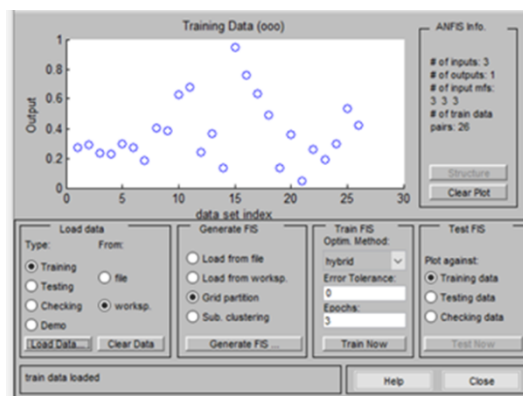 Training Data (ooo)
Output
1
0.8
0.6
0.4
0.2
0
0 5 10 15 20 25 30
data set index
ANFIS Info.
# of inputs: 3
# of outputs: 1
# of input mfs:
3 3 3
# of train data
pairs: 26
Structure
Clear Plot
Load data
Type: From:
Training
Testing
Checking
Demo
file
worksp.
Load Data... Clear Data
Generate FIS
Load from file
Load from worksp.
Grid partition
Sub. clustering
Generate FIS ...
Train FIS
Optim. Method:
hybrid
Error Tolerance:
0
Epochs:
3
Train Now
Test FIS
Plot against:
Training data
Testing data
Checking data
Test Now
train data loaded
Help Close